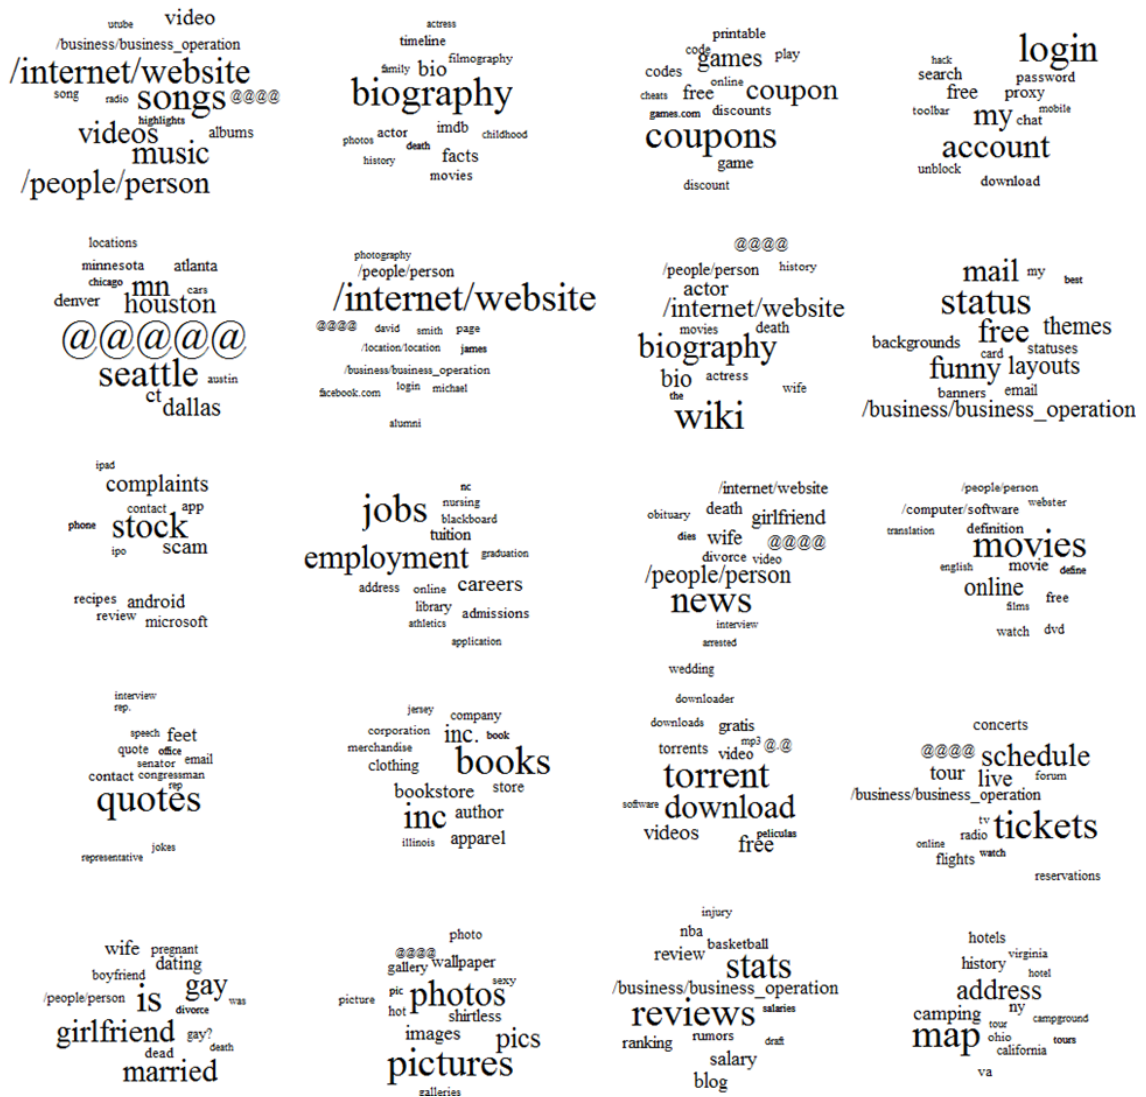 utube video
/business/business_operation
/internet/website
song radio songs @@@@
highlights
videos albums
music
/people/person
actress
timeline
family bio filmography
biography
photos actor imdb childhood
death
history facts
movies
printable
code games play
codes online
cheats free coupon
games.com discounts
coupons
game
discount
login
hack
search password
free proxy
toolbar my chat mobile
account
unblock
download
locations
minnesota atlanta
chicago mn cars
denver houston
@@@@@
seattle austin
ct dallas
photography
/people/person
/internet/website
@@@@ david smith page
/location/location james
/business/business_operation
facebook.com login michael
alumni
@@@@
/people/person history
actor
/internet/website
movies death
biography
bio actress
the wife
wiki
mail my best
status
free themes
backgrounds card statuses
funny layouts
banners email
/business/business_operation
ipad
complaints
contact app
phone stock
ipo scam
recipes android
review microsoft
nc
jobs nursing
blackboard
tuition
employment graduation
address online careers
library admissions
athletics
application
/internet/website
obituary death girlfriend
dies wife @@@@
divorce video
/people/person
news
interview
arrested
wedding
/people/person
/computer/software webster
translation definition
movies
english movie define
online
films free
watch dvd
interview
rep.
speech feet
quote office
senator email
contact congressman
rep
quotes
jokes
representative
jersey company
corporation inc. book
merchandise
clothing books
bookstore store
inc author
illinois apparel
downloader
downloads gratis
torrents mp3 @.@
video
torrent
software download
videos peliculas
free
concerts
@@@@ schedule
tour live forum
/business/business_operation
tv
radio tickets
online
flights watch
reservations
wife pregnant
dating
boyfriend gay
/people/person is was
divorce
girlfriend gay?
dead death
married
photo
@@@@
gallery wallpaper
pic sexy
picture photos
hot shirtless
images pics
pictures
galleries
injury
nba basketball
review stats
/business/business_operation
reviews salaries
ranking rumors draft
salary
blog
hotels
history virginia
hotel
address
camping ny
tour campground
map ohio tours
california
va